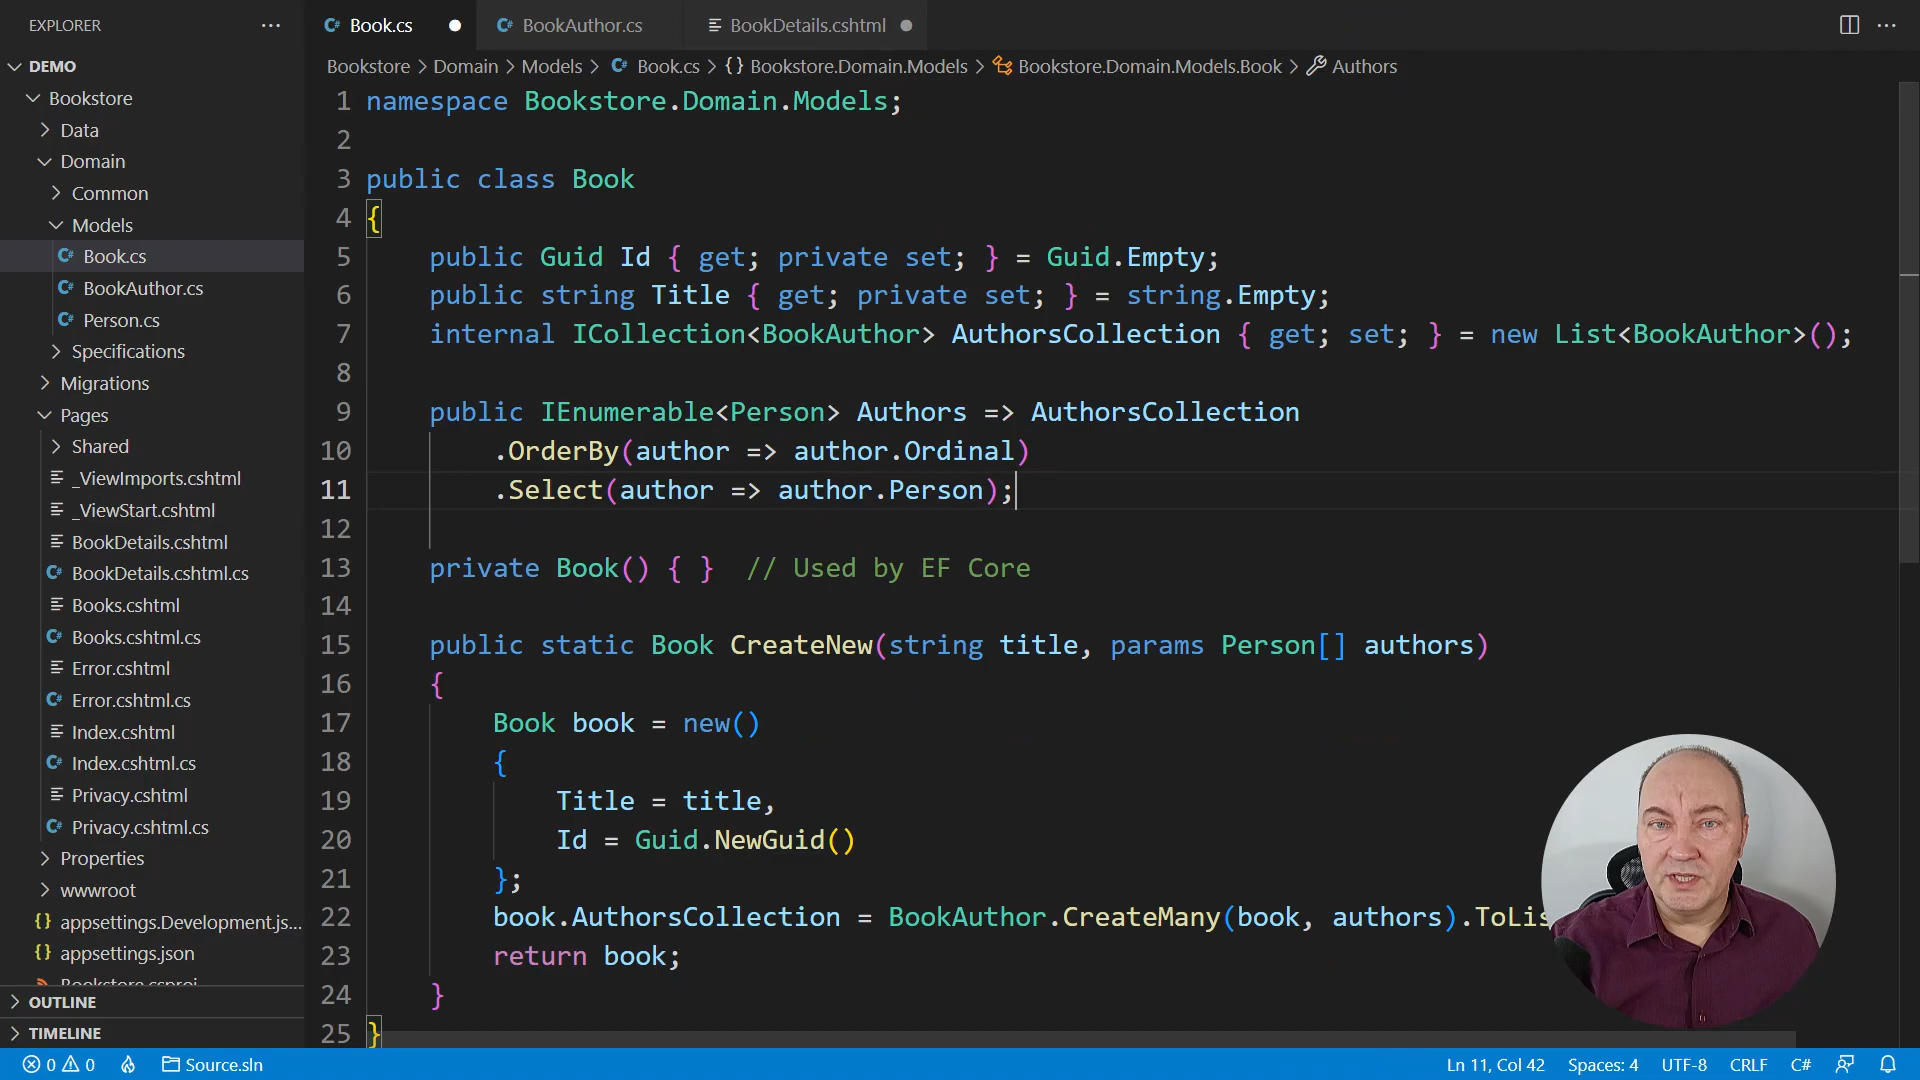 EXPLORER
DEMO
Bookstore
Data
Domain
Common
Models
Book.cs
BookAuthor.cs
Person.cs
Specifications
Migrations
Pages
Shared
_ViewImports.cshtml
_ViewStart.cshtml
BookDetails.cshtml
BookDetails.cshtml.cs
Books.cshtml
Books.cshtml.cs
Error.cshtml
Error.cshtml.cs
Index.cshtml
Index.cshtml.cs
Privacy.cshtml
Privacy.cshtml.cs
Properties
wwwroot
appsettings.Development.js...
appsettings.json
Bookstore.csproj
OUTLINE
TIMELINE
Book.cs BookAuthor.cs BookDetails.cshtml
Bookstore > Domain > Models > Book.cs > {} Bookstore.Domain.Models > Bookstore.Domain.Models.Book > Authors
1 namespace Bookstore.Domain.Models;
2
3 public class Book
4 {
5 public Guid Id { get; private set; } = Guid.Empty;
6 public string Title { get; private set; } = string.Empty;
7 internal ICollection<BookAuthor> AuthorsCollection { get; set; } = new List<BookAuthor>();
8
9 public IEnumerable<Person> Authors => AuthorsCollection
10 .OrderBy(author => author.Ordinal)
11 .Select(author => author.Person);
12
13 private Book() { } // Used by EF Core
14
15 public static Book CreateNew(string title, params Person[] authors)
16 {
17 Book book = new()
18 {
19 Title = title,
20 Id = Guid.NewGuid()
21 };
22 book.AuthorsCollection = BookAuthor.CreateMany(book, authors).ToLis
23 return book;
24 }
25 }
0 0 Source.sln Ln 11, Col 42 Spaces: 4 UTF-8 CRLF C#